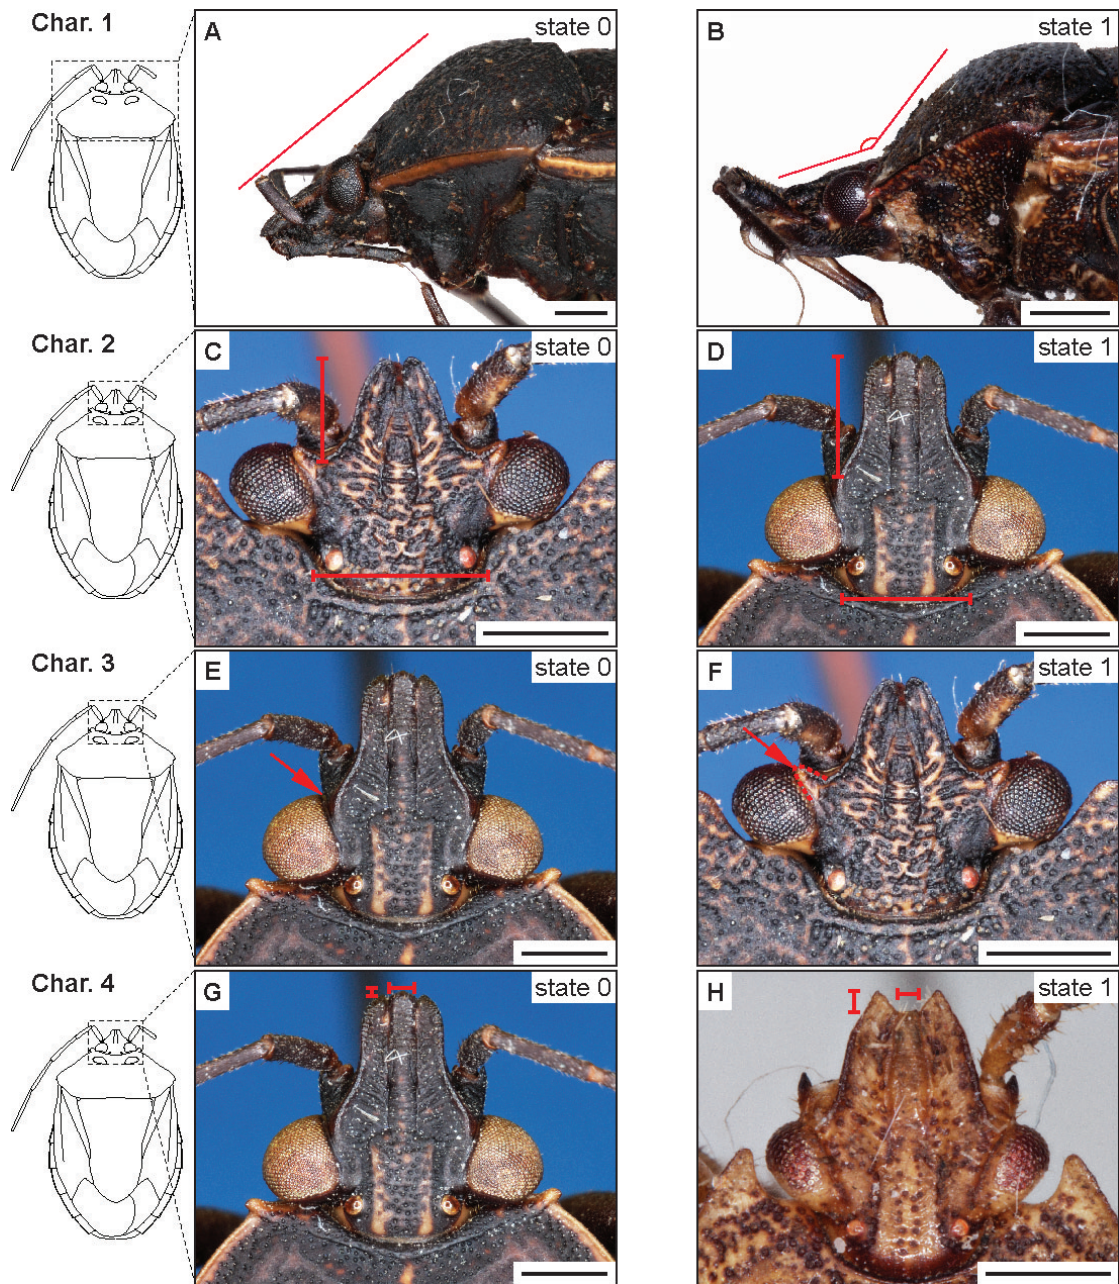 Char. 1
A state 0
B state 1
Char. 2
C state 0
D state 1
Char. 3
E state 0
F state 1
Char. 4
G state 0
H state 1